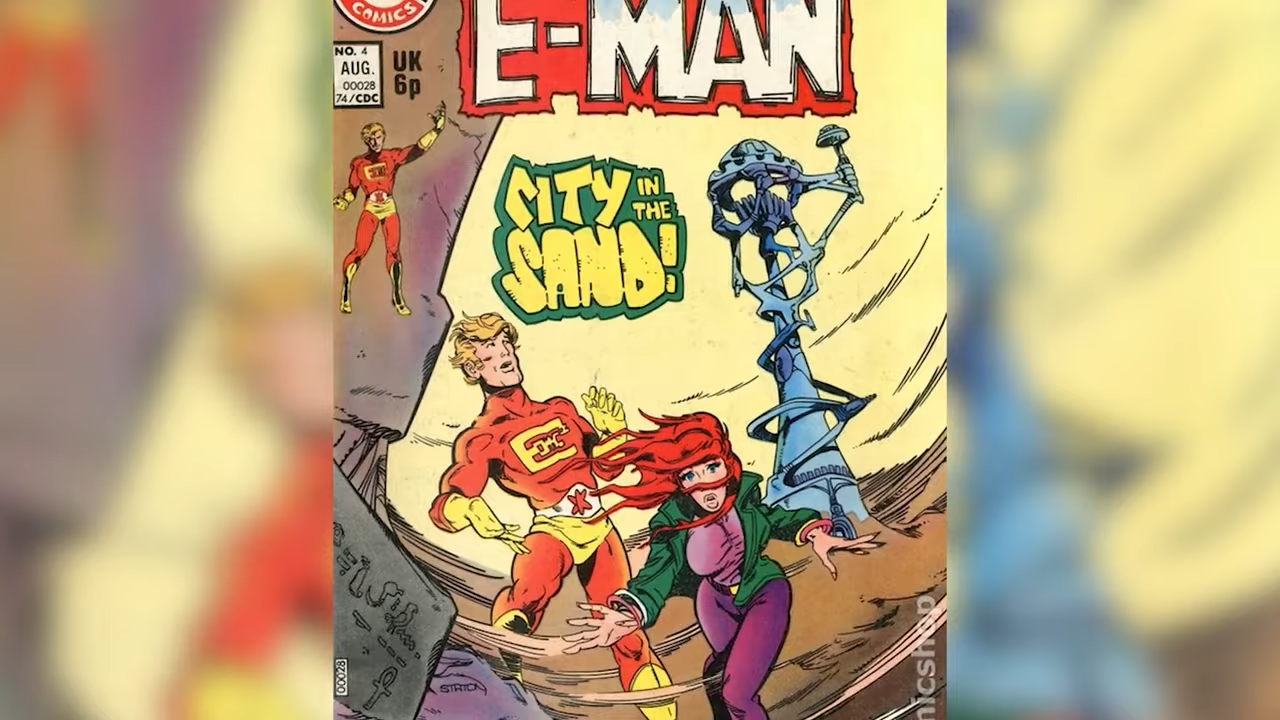 COMICS
E-MAN
NO. 4
AUG.
00028
74/CDC
UK
6p
CITY
IN
THE
SAND!
STATON
00028